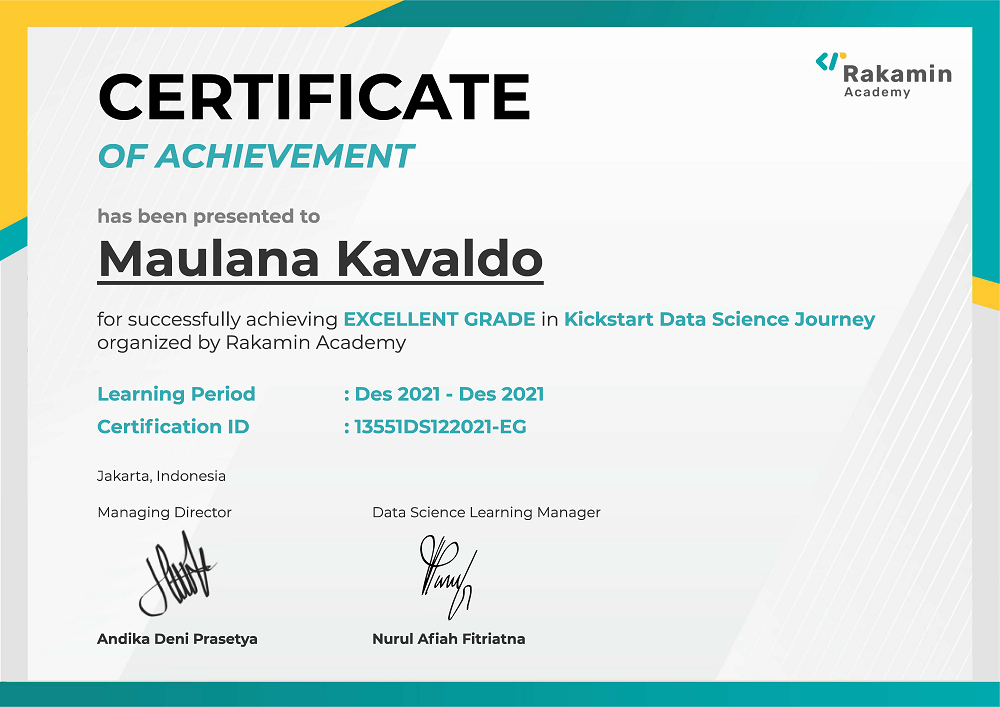 Rakamin
Academy
CERTIFICATE
OF ACHIEVEMENT
has been presented to
Maulana Kavaldo
for successfully achieving EXCELLENT GRADE in Kickstart Data Science Journey
organized by Rakamin Academy
Learning Period : Des 2021 - Des 2021
Certification ID : 13551DS122021-EG
Jakarta, Indonesia
Managing Director Data Science Learning Manager
Andika Deni Prasetya Nurul Afiah Fitriatna